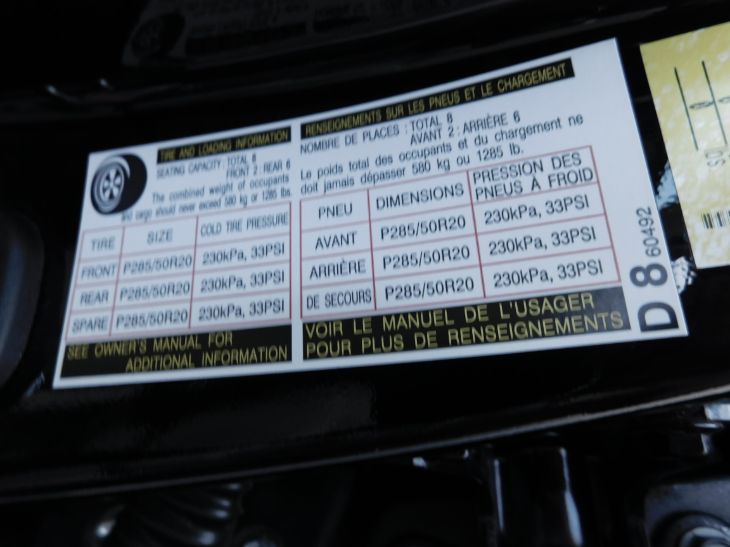 TIRE AND LOADING INFORMATION
SEATING CAPACITY : TOTAL 8
FRONT 2 : REAR 6
The combined weight of occupants
and cargo should never exceed 580 kg or 1285 lbs.
TIRE SIZE COLD TIRE PRESSURE
FRONT P285/50R20 230kPa, 33PSI
REAR P285/50R20 230kPa, 33PSI
SPARE P285/50R20 230kPa, 33PSI
SEE OWNER'S MANUAL FOR
ADDITIONAL INFORMATION
RENSEIGNEMENTS SUR LES PNEUS ET LE CHARGEMENT
NOMBRE DE PLACES : TOTAL 8
AVANT 2 : ARRIÈRE 6
Le poids total des occupants et du chargement ne
doit jamais dépasser 580 kg ou 1285 lb.
PNEU DIMENSIONS PRESSION DES
PNEUS À FROID
AVANT P285/50R20 230kPa, 33PSI
ARRIÈRE P285/50R20 230kPa, 33PSI
DE SECOURS P285/50R20 230kPa, 33PSI
VOIR LE MANUEL DE L'USAGER
POUR PLUS DE RENSEIGNEMENTS
D8
60492